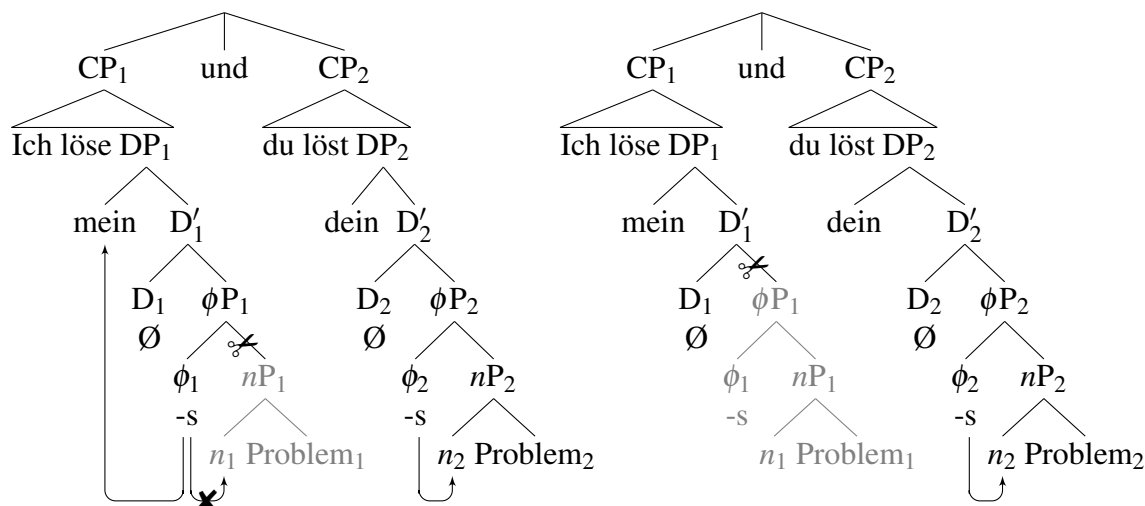 CP₁ und CP₂ CP₁ und CP₂
Ich löse DP₁ du löst DP₂ Ich löse DP₁ du löst DP₂
mein D′₁ dein D′₂ mein D′₁ dein D′₂
D₁ ϕP₁ D₂ ϕP₂ D₁ ϕP₁ D₂ ϕP₂
Ø Ø Ø Ø
ϕ₁ nP₁ ϕ₂ nP₂ ϕ₁ nP₁ ϕ₂ nP₂
-s -s -s -s
n₁ Problem₁ n₂ Problem₂ n₁ Problem₁ n₂ Problem₂